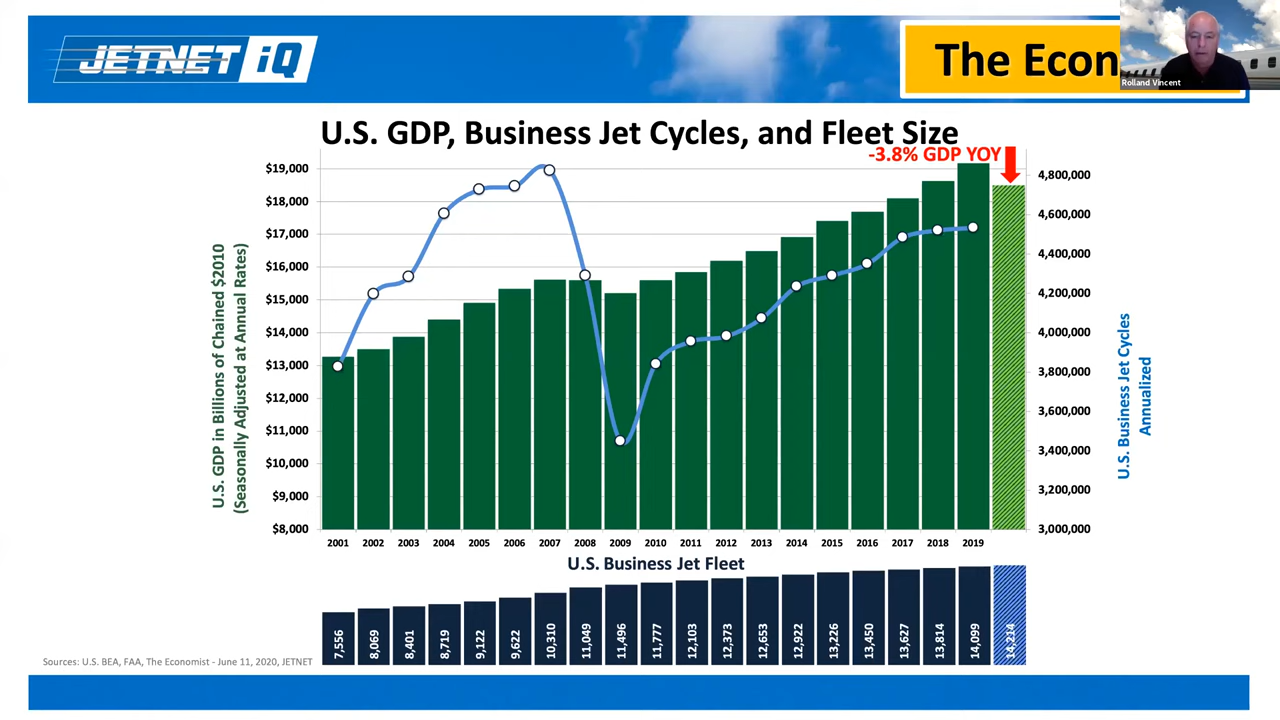 JETNET iQ
The Econ
Rolland Vincent
U.S. GDP, Business Jet Cycles, and Fleet Size
-3.8% GDP YOY
U.S. GDP in Billions of Chained $2010
(Seasonally Adjusted at Annual Rates)
$19,000
$18,000
$17,000
$16,000
$15,000
$14,000
$13,000
$12,000
$11,000
$10,000
$9,000
$8,000
4,800,000
4,600,000
4,400,000
4,200,000
4,000,000
3,800,000
3,600,000
3,400,000
3,200,000
3,000,000
U.S. Business Jet Cycles
Annualized
2001 2002 2003 2004 2005 2006 2007 2008 2009 2010 2011 2012 2013 2014 2015 2016 2017 2018 2019
U.S. Business Jet Fleet
7,556 8,069 8,401 8,719 9,122 9,622 10,310 11,049 11,496 11,777 12,103 12,373 12,653 12,922 13,226 13,450 13,627 13,814 14,099 14,214
Sources: U.S. BEA, FAA, The Economist - June 11, 2020, JETNET